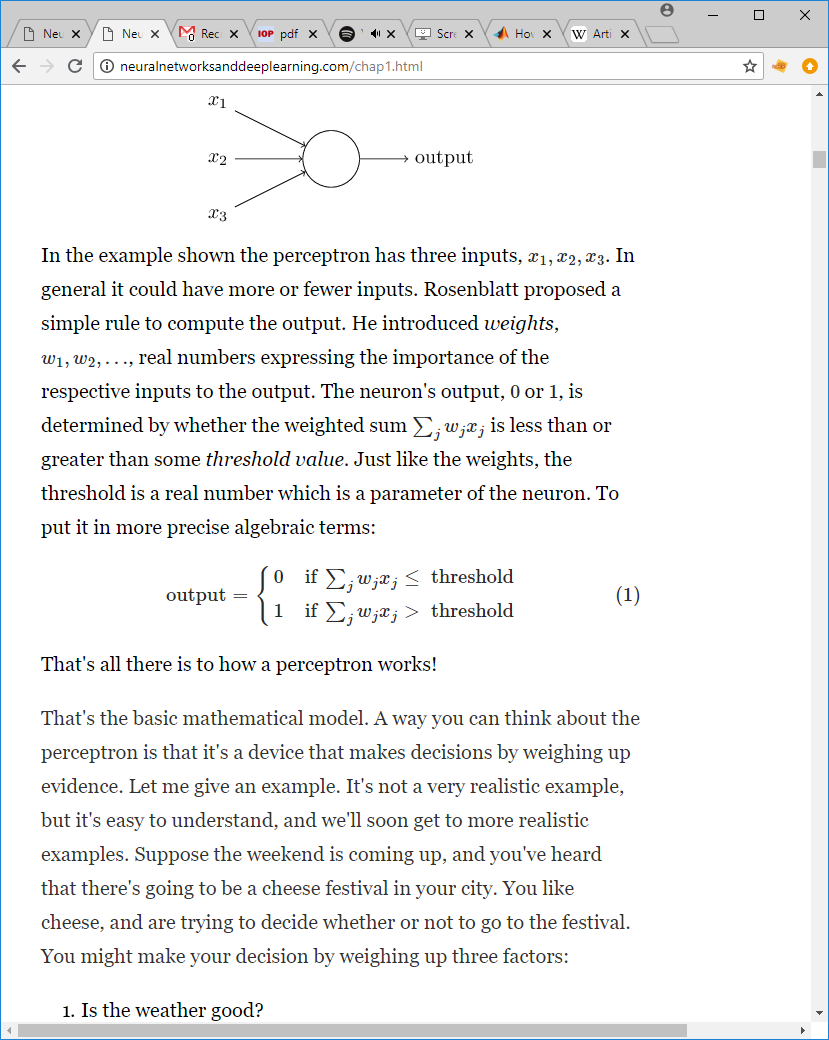 Neu
Neu
Rec
IOP pdf
Scre
Hov
W Arti
neuralnetworksanddeeplearning.com/chap1.html
x₁
x₂
output
x₃
In the example shown the perceptron has three inputs, x₁, x₂, x₃. In
general it could have more or fewer inputs. Rosenblatt proposed a
simple rule to compute the output. He introduced weights,
w₁, w₂, …, real numbers expressing the importance of the
respective inputs to the output. The neuron's output, 0 or 1, is
determined by whether the weighted sum ∑ⱼ wⱼxⱼ is less than or
greater than some threshold value. Just like the weights, the
threshold is a real number which is a parameter of the neuron. To
put it in more precise algebraic terms:
0 if ∑ⱼ wⱼxⱼ ≤ threshold
output = { (1)
1 if ∑ⱼ wⱼxⱼ > threshold
That's all there is to how a perceptron works!
That's the basic mathematical model. A way you can think about the
perceptron is that it's a device that makes decisions by weighing up
evidence. Let me give an example. It's not a very realistic example,
but it's easy to understand, and we'll soon get to more realistic
examples. Suppose the weekend is coming up, and you've heard
that there's going to be a cheese festival in your city. You like
cheese, and are trying to decide whether or not to go to the festival.
You might make your decision by weighing up three factors:
1. Is the weather good?